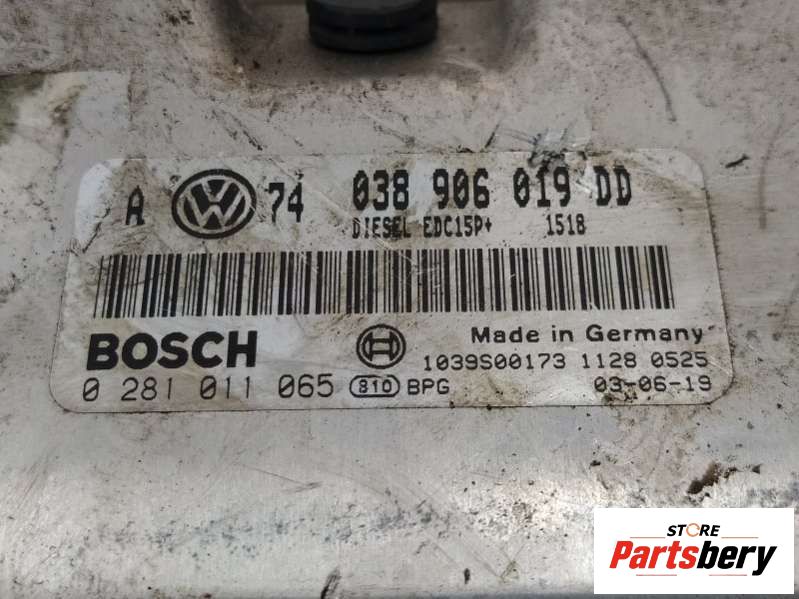 A VW 74 038 906 019 DD
DIESEL EDC15P+ 1518
BOSCH Made in Germany
1039S00173 1128 0525
0 281 011 065 810 BPG 03-06-19
STORE
Partsbery